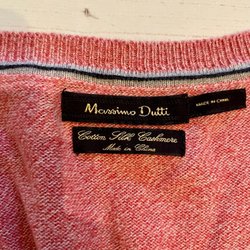 Massimo Dutti
MADE IN CHINA
Cotton Silk Cashmere
Made in China